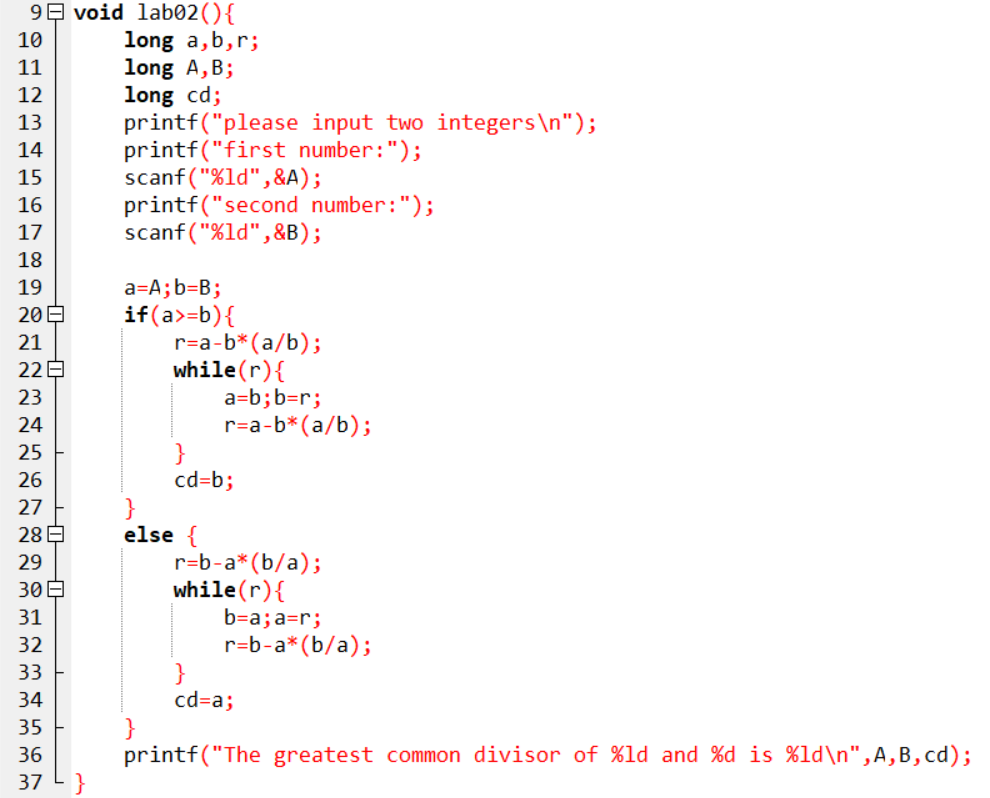 9 void lab02(){
10 long a,b,r;
11 long A,B;
12 long cd;
13 printf("please input two integers\n");
14 printf("first number:");
15 scanf("%ld",&A);
16 printf("second number:");
17 scanf("%ld",&B);
18
19 a=A;b=B;
20 if(a>=b){
21 r=a-b*(a/b);
22 while(r){
23 a=b;b=r;
24 r=a-b*(a/b);
25 }
26 cd=b;
27 }
28 else {
29 r=b-a*(b/a);
30 while(r){
31 b=a;a=r;
32 r=b-a*(b/a);
33 }
34 cd=a;
35 }
36 printf("The greatest common divisor of %ld and %d is %ld\n",A,B,cd);
37 }